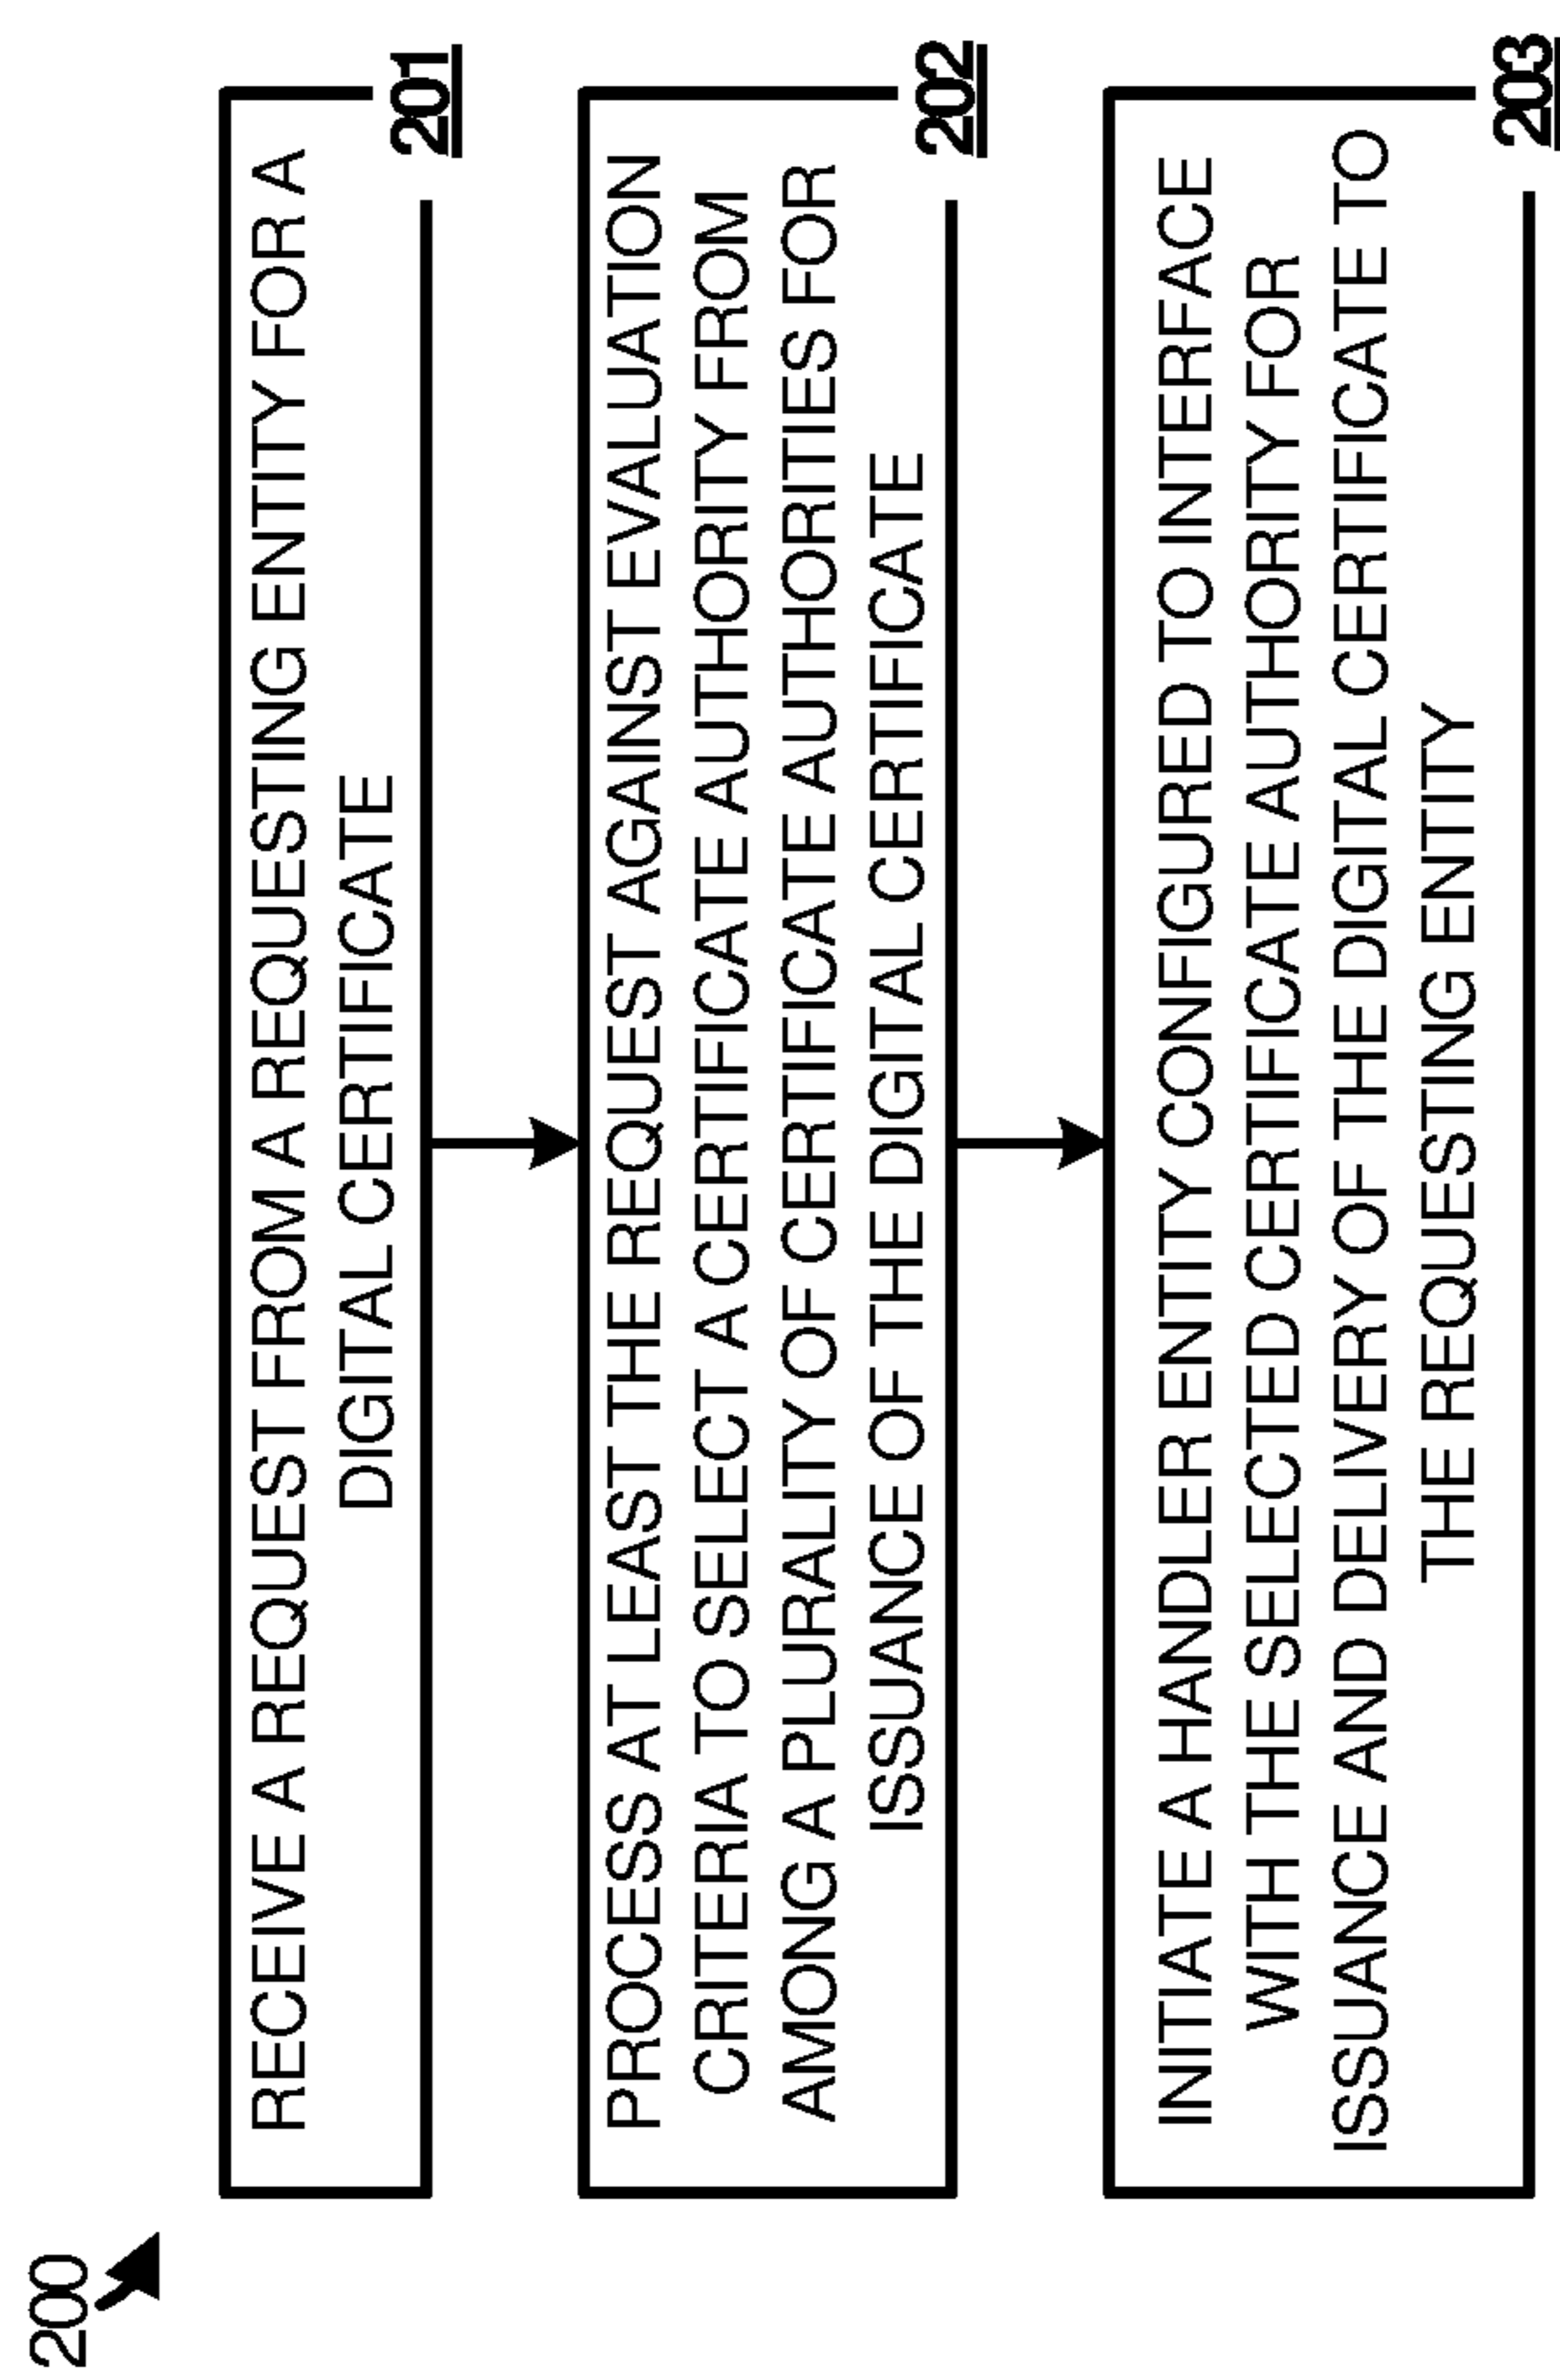 200
RECEIVE A REQUEST FROM A REQUESTING ENTITY FOR A
DIGITAL CERTIFICATE
201
PROCESS AT LEAST THE REQUEST AGAINST EVALUATION
CRITERIA TO SELECT A CERTIFICATE AUTHORITY FROM
AMONG A PLURALITY OF CERTIFICATE AUTHORITIES FOR
ISSUANCE OF THE DIGITAL CERTIFICATE
202
INITIATE A HANDLER ENTITY CONFIGURED TO INTERFACE
WITH THE SELECTED CERTIFICATE AUTHORITY FOR
ISSUANCE AND DELIVERY OF THE DIGITAL CERTIFICATE TO
THE REQUESTING ENTITY
203